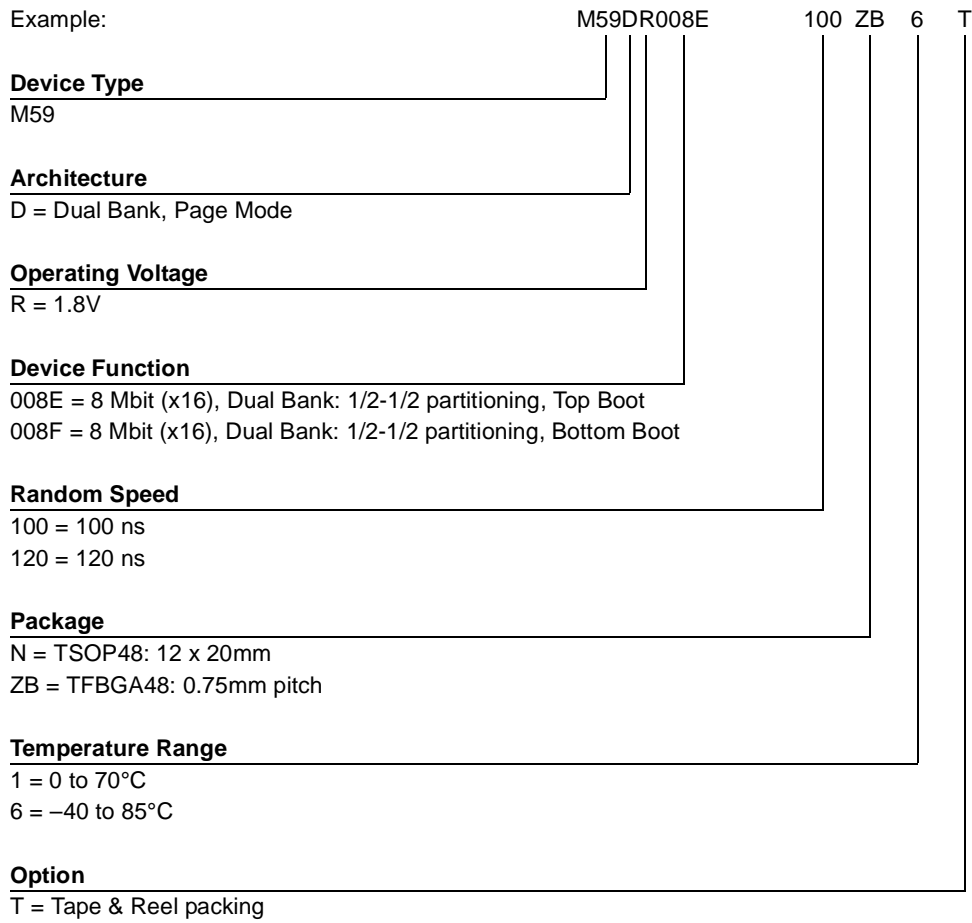 Example: M59DR008E 100 ZB 6 T
Device Type
M59
Architecture
D = Dual Bank, Page Mode
Operating Voltage
R = 1.8V
Device Function
008E = 8 Mbit (x16), Dual Bank: 1/2-1/2 partitioning, Top Boot
008F = 8 Mbit (x16), Dual Bank: 1/2-1/2 partitioning, Bottom Boot
Random Speed
100 = 100 ns
120 = 120 ns
Package
N = TSOP48: 12 x 20mm
ZB = TFBGA48: 0.75mm pitch
Temperature Range
1 = 0 to 70°C
6 = –40 to 85°C
Option
T = Tape & Reel packing